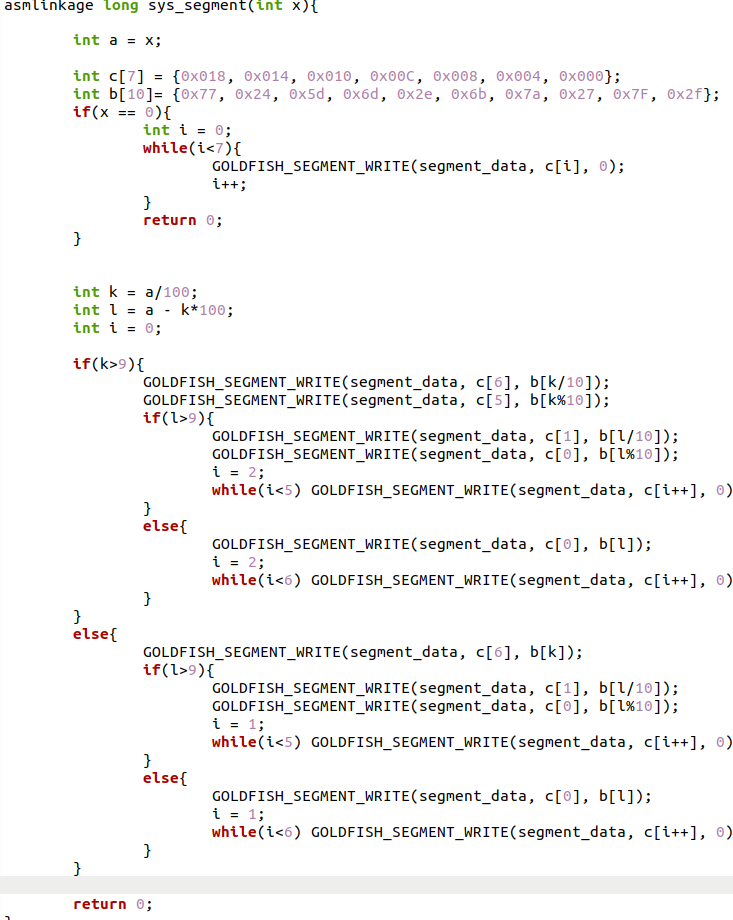 asmlinkage long sys_segment(int x){
int a = x;
int c[7] = {0x018, 0x014, 0x010, 0x00C, 0x008, 0x004, 0x000};
int b[10]= {0x77, 0x24, 0x5d, 0x6d, 0x2e, 0x6b, 0x7a, 0x27, 0x7F, 0x2f};
if(x == 0){
int i = 0;
while(i<7){
GOLDFISH_SEGMENT_WRITE(segment_data, c[i], 0);
i++;
}
return 0;
}
int k = a/100;
int l = a - k*100;
int i = 0;
if(k>9){
GOLDFISH_SEGMENT_WRITE(segment_data, c[6], b[k/10]);
GOLDFISH_SEGMENT_WRITE(segment_data, c[5], b[k%10]);
if(l>9){
GOLDFISH_SEGMENT_WRITE(segment_data, c[1], b[l/10]);
GOLDFISH_SEGMENT_WRITE(segment_data, c[0], b[l%10]);
i = 2;
while(i<5) GOLDFISH_SEGMENT_WRITE(segment_data, c[i++], 0)
}
else{
GOLDFISH_SEGMENT_WRITE(segment_data, c[0], b[l]);
i = 2;
while(i<6) GOLDFISH_SEGMENT_WRITE(segment_data, c[i++], 0)
}
}
else{
GOLDFISH_SEGMENT_WRITE(segment_data, c[6], b[k]);
if(l>9){
GOLDFISH_SEGMENT_WRITE(segment_data, c[1], b[l/10]);
GOLDFISH_SEGMENT_WRITE(segment_data, c[0], b[l%10]);
i = 1;
while(i<5) GOLDFISH_SEGMENT_WRITE(segment_data, c[i++], 0)
}
else{
GOLDFISH_SEGMENT_WRITE(segment_data, c[0], b[l]);
i = 1;
while(i<6) GOLDFISH_SEGMENT_WRITE(segment_data, c[i++], 0)
}
}
return 0;
}